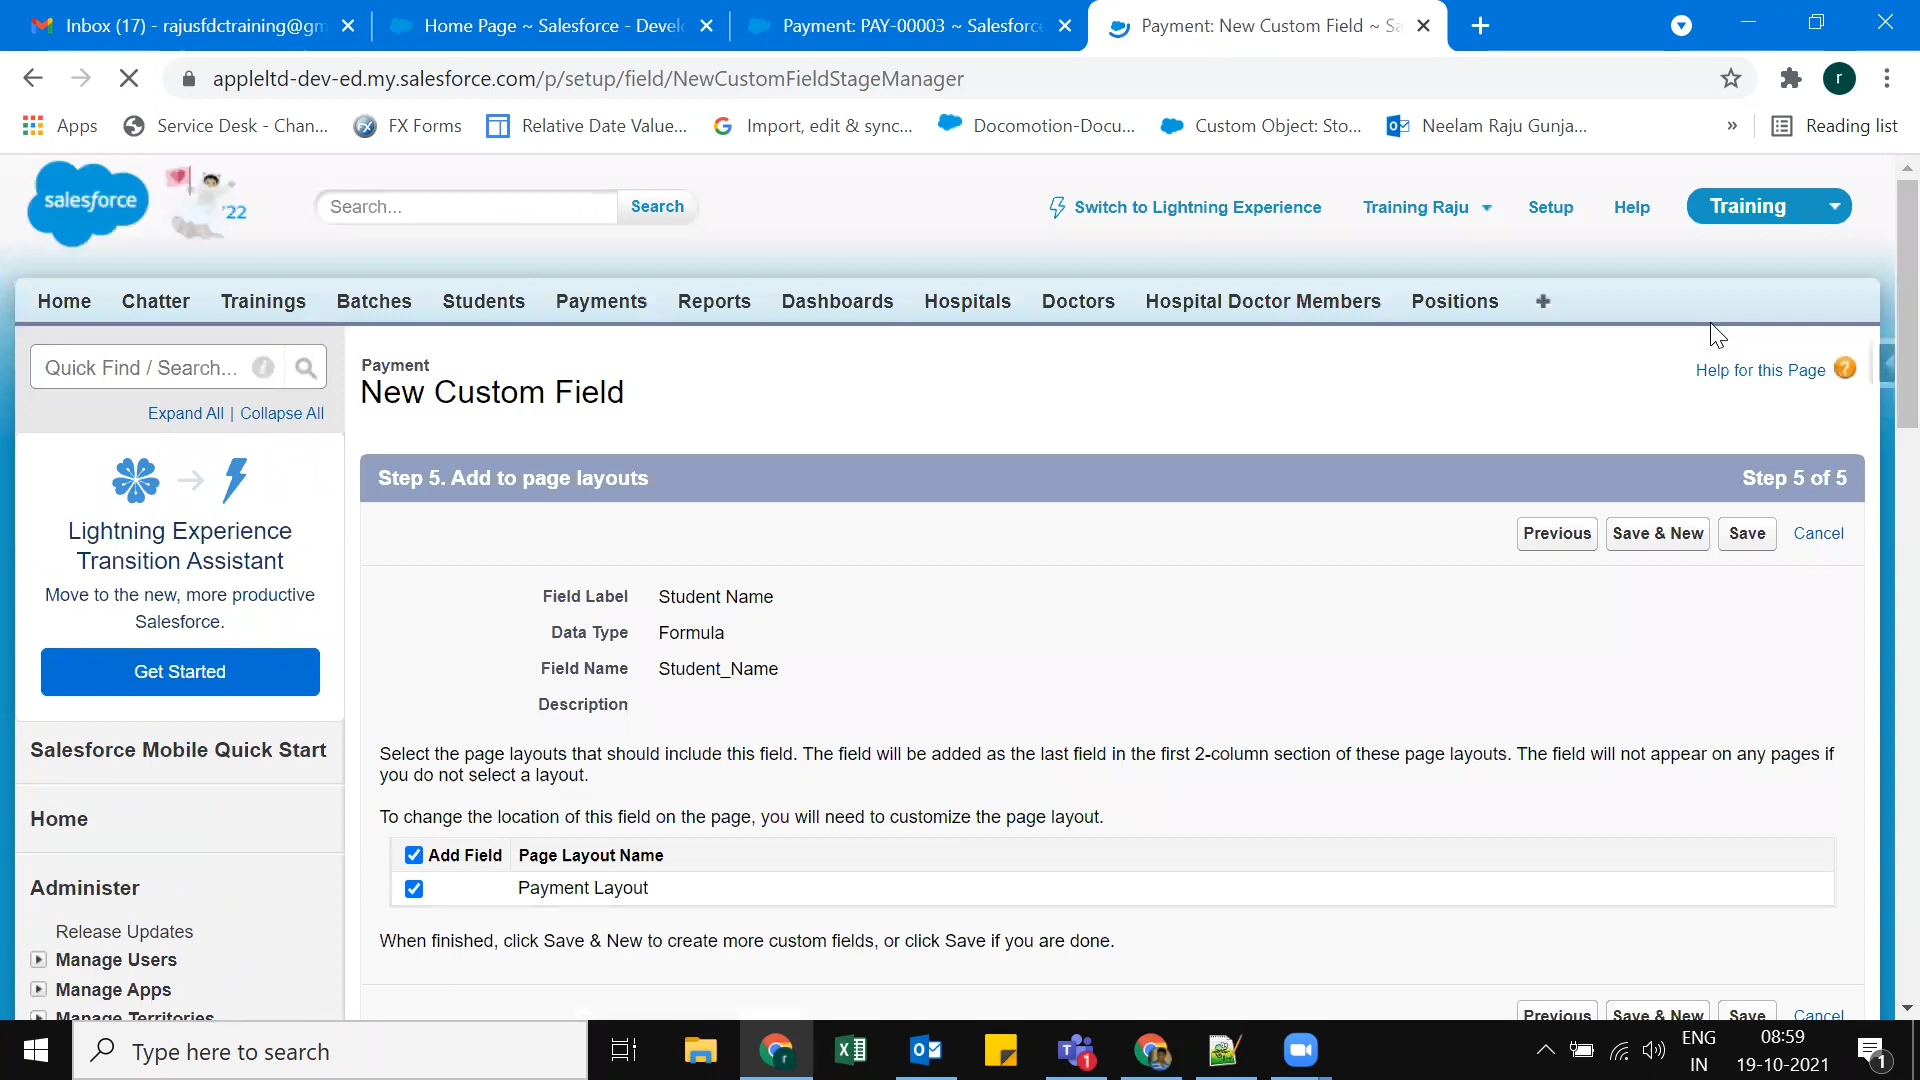 Inbox (17) - rajusfdctraining@gm
Home Page ~ Salesforce - Develo
Payment: PAY-00003 ~ Salesforce
Payment: New Custom Field ~ Sa
appleltd-dev-ed.my.salesforce.com/p/setup/field/NewCustomFieldStageManager
r
Apps
Service Desk - Chan...
FX Forms
Relative Date Value...
Import, edit & sync...
Docomotion-Docu...
Custom Object: Sto...
Neelam Raju Gunja...
»
Reading list
salesforce
'22
Search...
Search
Switch to Lightning Experience
Training Raju
Setup
Help
Training
Home
Chatter
Trainings
Batches
Students
Payments
Reports
Dashboards
Hospitals
Doctors
Hospital Doctor Members
Positions
Quick Find / Search...
Expand All | Collapse All
Lightning Experience
Transition Assistant
Move to the new, more productive
Salesforce.
Get Started
Salesforce Mobile Quick Start
Home
Administer
Release Updates
Manage Users
Manage Apps
Manage Territories
Payment
New Custom Field
Help for this Page
Step 5. Add to page layouts
Step 5 of 5
Previous
Save & New
Save
Cancel
Field Label Student Name
Data Type Formula
Field Name Student_Name
Description
Select the page layouts that should include this field. The field will be added as the last field in the first 2-column section of these page layouts. The field will not appear on any pages if
you do not select a layout.
To change the location of this field on the page, you will need to customize the page layout.
Add Field Page Layout Name
Payment Layout
When finished, click Save & New to create more custom fields, or click Save if you are done.
Previous
Save & New
Save
Cancel
Type here to search
1
ENG
IN
08:59
19-10-2021
1